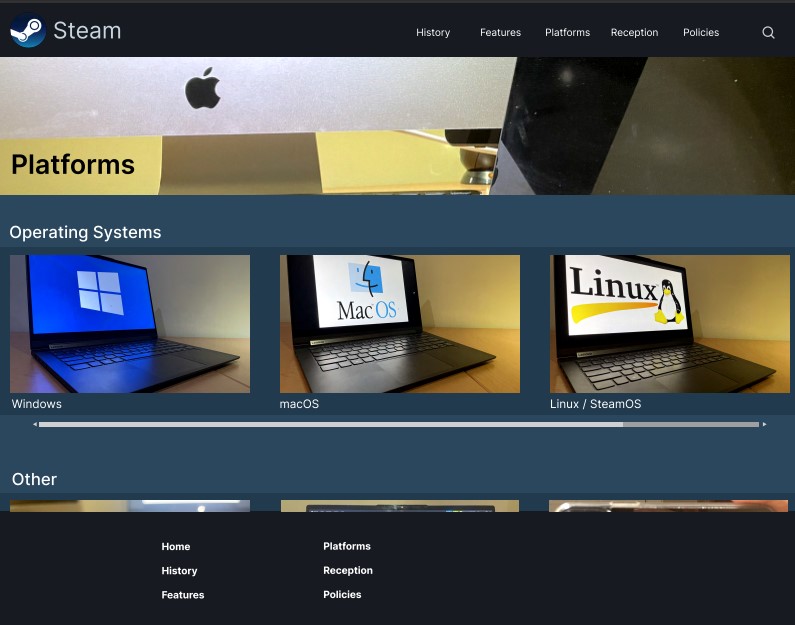 Steam
History Features Platforms Reception Policies
Platforms
Operating Systems
Mac OS
Linux
Windows
macOS
Linux / SteamOS
Other
Home Platforms
History Reception
Features Policies